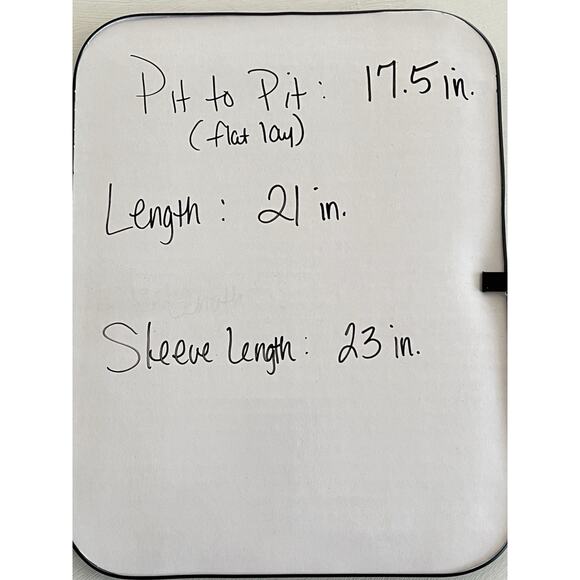 Pit to Pit: 17.5 in.
(flat lay)
Length: 21 in.
Sleeve Length: 23 in.